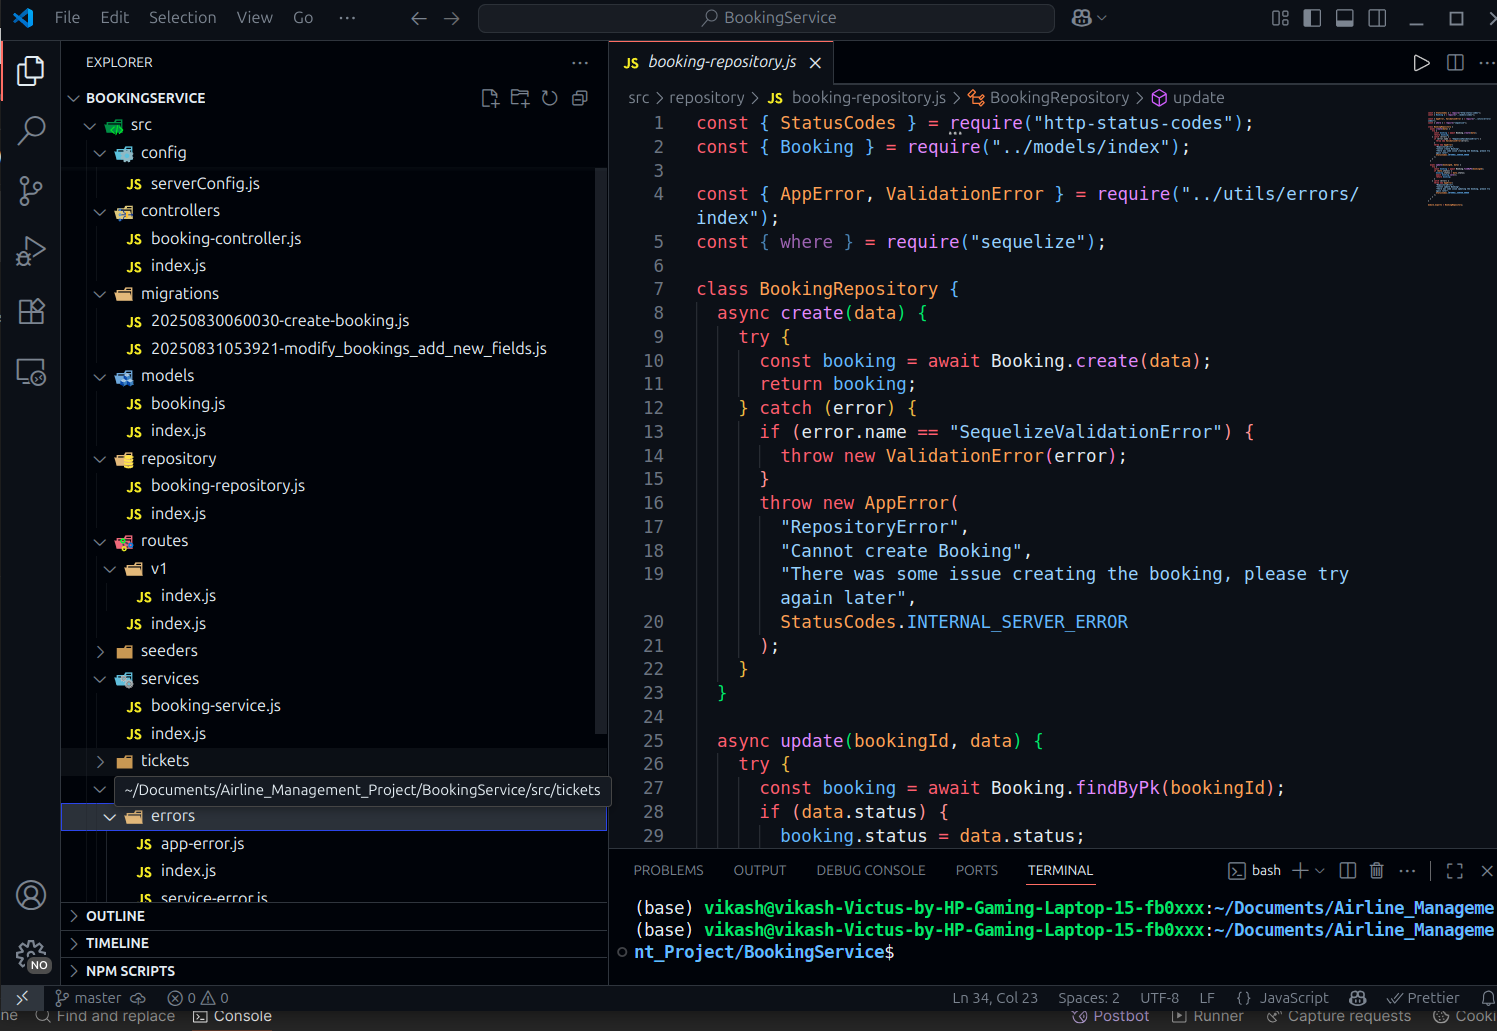 File Edit Selection View Go ··· BookingService
EXPLORER
BOOKINGSERVICE
src
config
JS serverConfig.js
controllers
JS booking-controller.js
JS index.js
migrations
JS 20250830060030-create-booking.js
JS 20250831053921-modify_bookings_add_new_fields.js
models
JS booking.js
JS index.js
repository
JS booking-repository.js
JS index.js
routes
v1
JS index.js
JS index.js
seeders
services
JS booking-service.js
JS index.js
tickets
~/Documents/Airline_Management_Project/BookingService/src/tickets
errors
JS app-error.js
JS index.js
JS service-error.js
OUTLINE
TIMELINE
NPM SCRIPTS
NO
JS booking-repository.js
src > repository > JS booking-repository.js > BookingRepository > update
1 const { StatusCodes } = require("http-status-codes");
2 const { Booking } = require("../models/index");
3
4 const { AppError, ValidationError } = require("../utils/errors/
index");
5 const { where } = require("sequelize");
6
7 class BookingRepository {
8 async create(data) {
9 try {
10 const booking = await Booking.create(data);
11 return booking;
12 } catch (error) {
13 if (error.name == "SequelizeValidationError") {
14 throw new ValidationError(error);
15 }
16 throw new AppError(
17 "RepositoryError",
18 "Cannot create Booking",
19 "There was some issue creating the booking, please try
again later",
20 StatusCodes.INTERNAL_SERVER_ERROR
21 );
22 }
23 }
24
25 async update(bookingId, data) {
26 try {
27 const booking = await Booking.findByPk(bookingId);
28 if (data.status) {
29 booking.status = data.status;
PROBLEMS OUTPUT DEBUG CONSOLE PORTS TERMINAL bash
(base) vikash@vikash-Victus-by-HP-Gaming-Laptop-15-fb0xxx:~/Documents/Airline_Manageme
(base) vikash@vikash-Victus-by-HP-Gaming-Laptop-15-fb0xxx:~/Documents/Airline_Manageme
nt_Project/BookingService$
master 0 0 Ln 34, Col 23 Spaces: 2 UTF-8 LF {} JavaScript Prettier
ne Find and replace Console Postbot Runner Capture requests Cooki